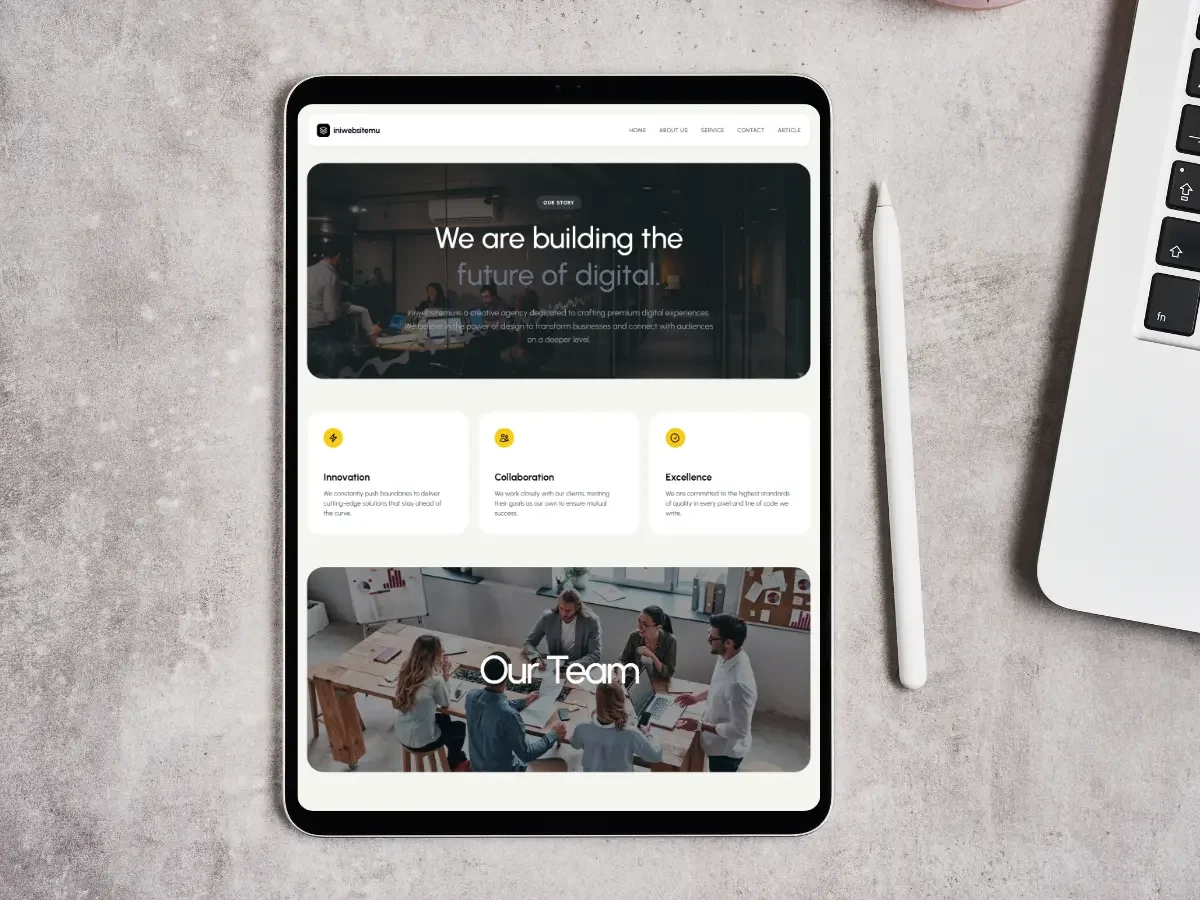 iniwebsitemu
HOME ABOUT US SERVICE CONTACT ARTICLE
OUR STORY
We are building the
future of digital.
iniwebsitemu is a creative agency dedicated to crafting premium digital experiences.
We believe in the power of design to transform businesses and connect with audiences
on a deeper level.
Innovation
We constantly push boundaries to deliver
cutting-edge solutions that stay ahead of
the curve.
Collaboration
We work closely with our clients, treating
their goals as our own to ensure mutual
success.
Excellence
We are committed to the highest standards
of quality in every pixel and line of code we
write.
Our Team
fn